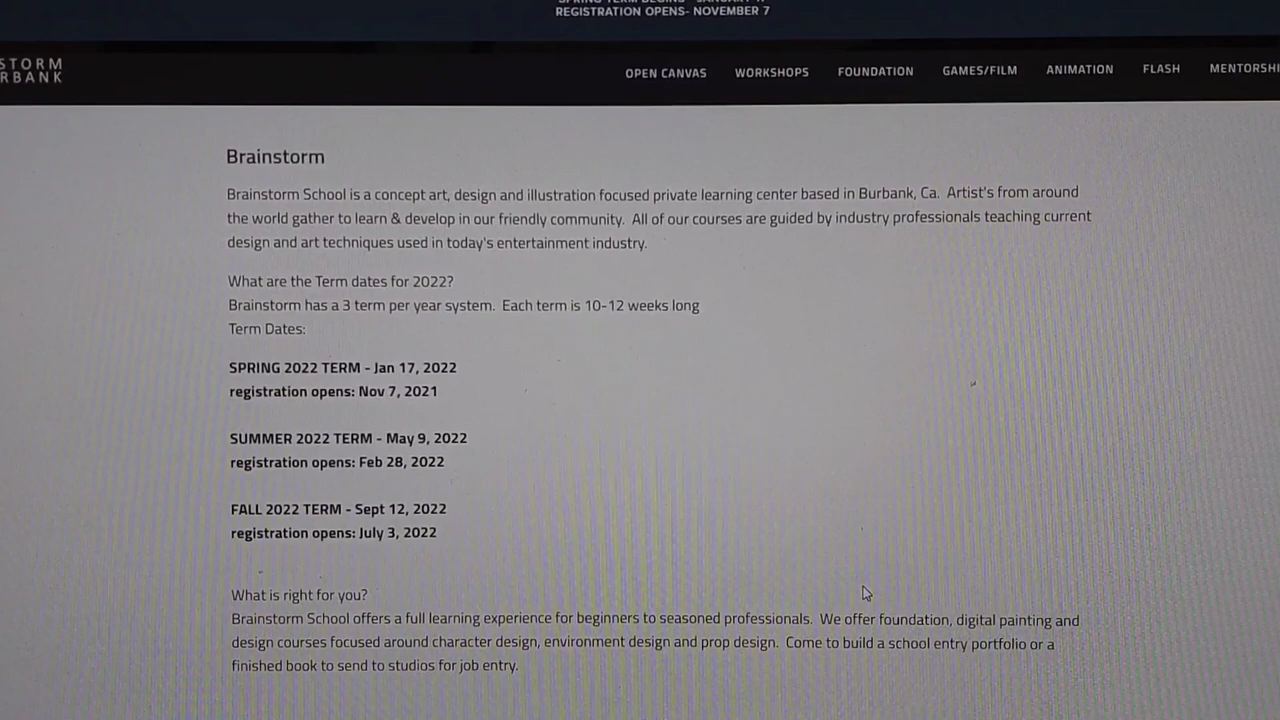 REGISTRATION OPENS- NOVEMBER 7
STORM
RBANK
OPEN CANVAS WORKSHOPS FOUNDATION GAMES/FILM ANIMATION FLASH MENTORSHI
Brainstorm
Brainstorm School is a concept art, design and illustration focused private learning center based in Burbank, Ca. Artist's from around
the world gather to learn & develop in our friendly community. All of our courses are guided by industry professionals teaching current
design and art techniques used in today's entertainment industry.
What are the Term dates for 2022?
Brainstorm has a 3 term per year system. Each term is 10-12 weeks long
Term Dates:
SPRING 2022 TERM - Jan 17, 2022
registration opens: Nov 7, 2021
SUMMER 2022 TERM - May 9, 2022
registration opens: Feb 28, 2022
FALL 2022 TERM - Sept 12, 2022
registration opens: July 3, 2022
What is right for you?
Brainstorm School offers a full learning experience for beginners to seasoned professionals. We offer foundation, digital painting and
design courses focused around character design, environment design and prop design. Come to build a school entry portfolio or a
finished book to send to studios for job entry.